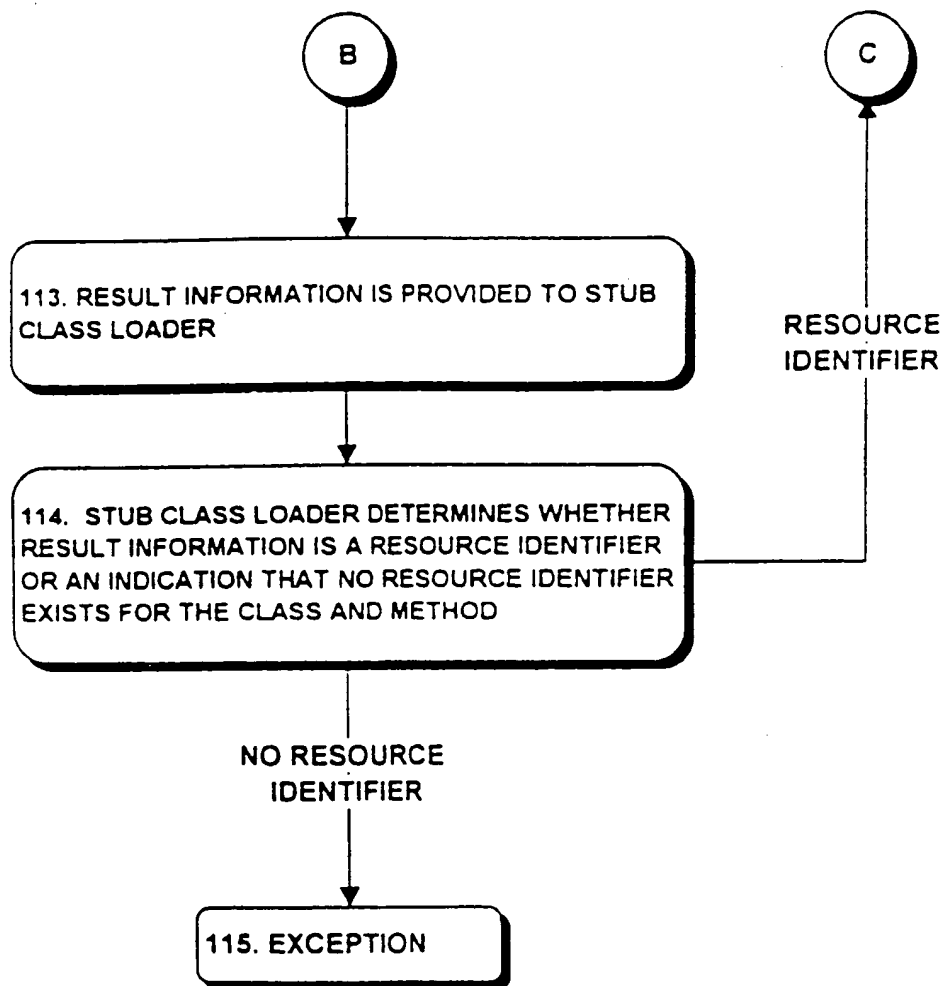 B
C
113. RESULT INFORMATION IS PROVIDED TO STUB
CLASS LOADER
RESOURCE
IDENTIFIER
114. STUB CLASS LOADER DETERMINES WHETHER
RESULT INFORMATION IS A RESOURCE IDENTIFIER
OR AN INDICATION THAT NO RESOURCE IDENTIFIER
EXISTS FOR THE CLASS AND METHOD
NO RESOURCE
IDENTIFIER
115. EXCEPTION